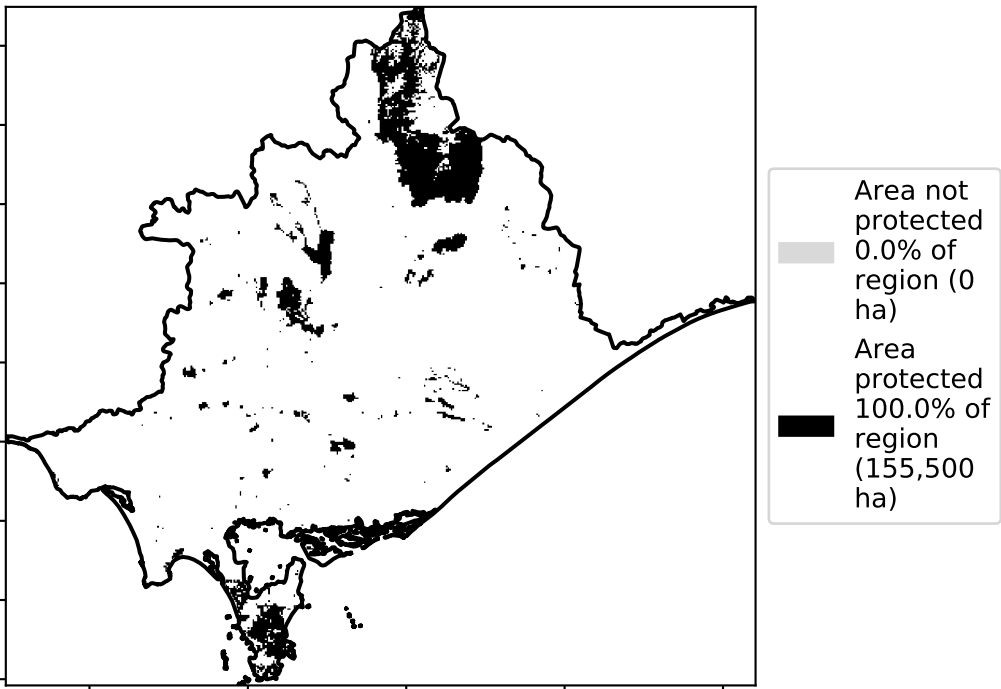 Area not
protected
0.0% of
region (0
ha)
Area
protected
100.0% of
region
(155,500
ha)